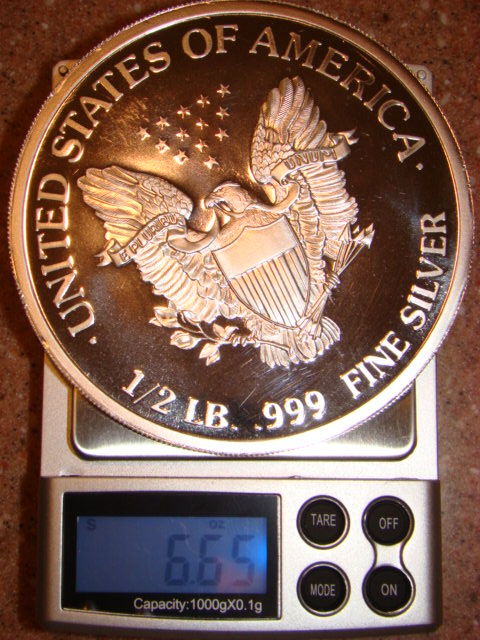 · UNITED STATES OF AMERICA ·
E PLURIBUS
UNUM
1/2 LB. .999 FINE SILVER
S oz
6.65
Capacity:1000gX0.1g
TARE
OFF
MODE
ON